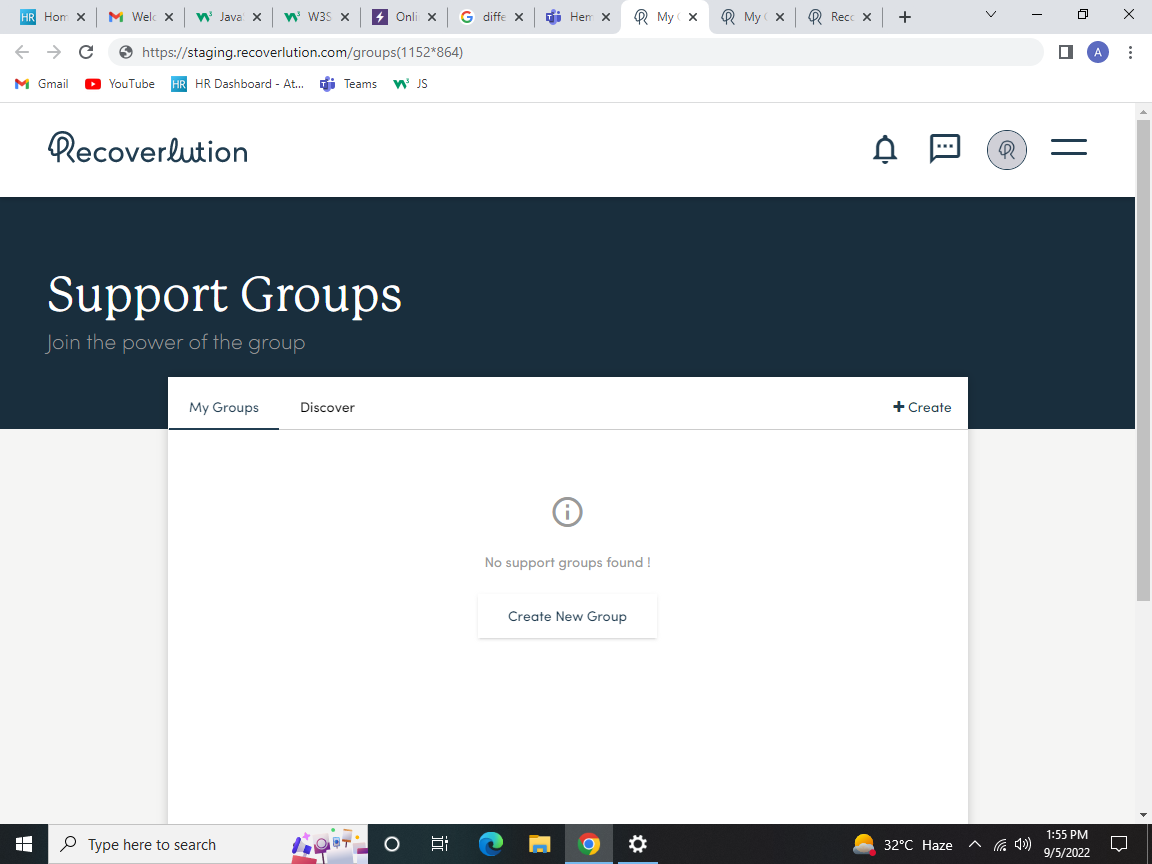 HR Hom
Welc
Java
W3S
Onli
diffe
Hem
My
My
Reco
https://staging.recoverlution.com/groups(1152*864)
A
Gmail
YouTube
HR HR Dashboard - At...
Teams
JS
Recoverlution
Support Groups
Join the power of the group
My Groups
Discover
+ Create
No support groups found !
Create New Group
Type here to search
32°C Haze
1:55 PM
9/5/2022